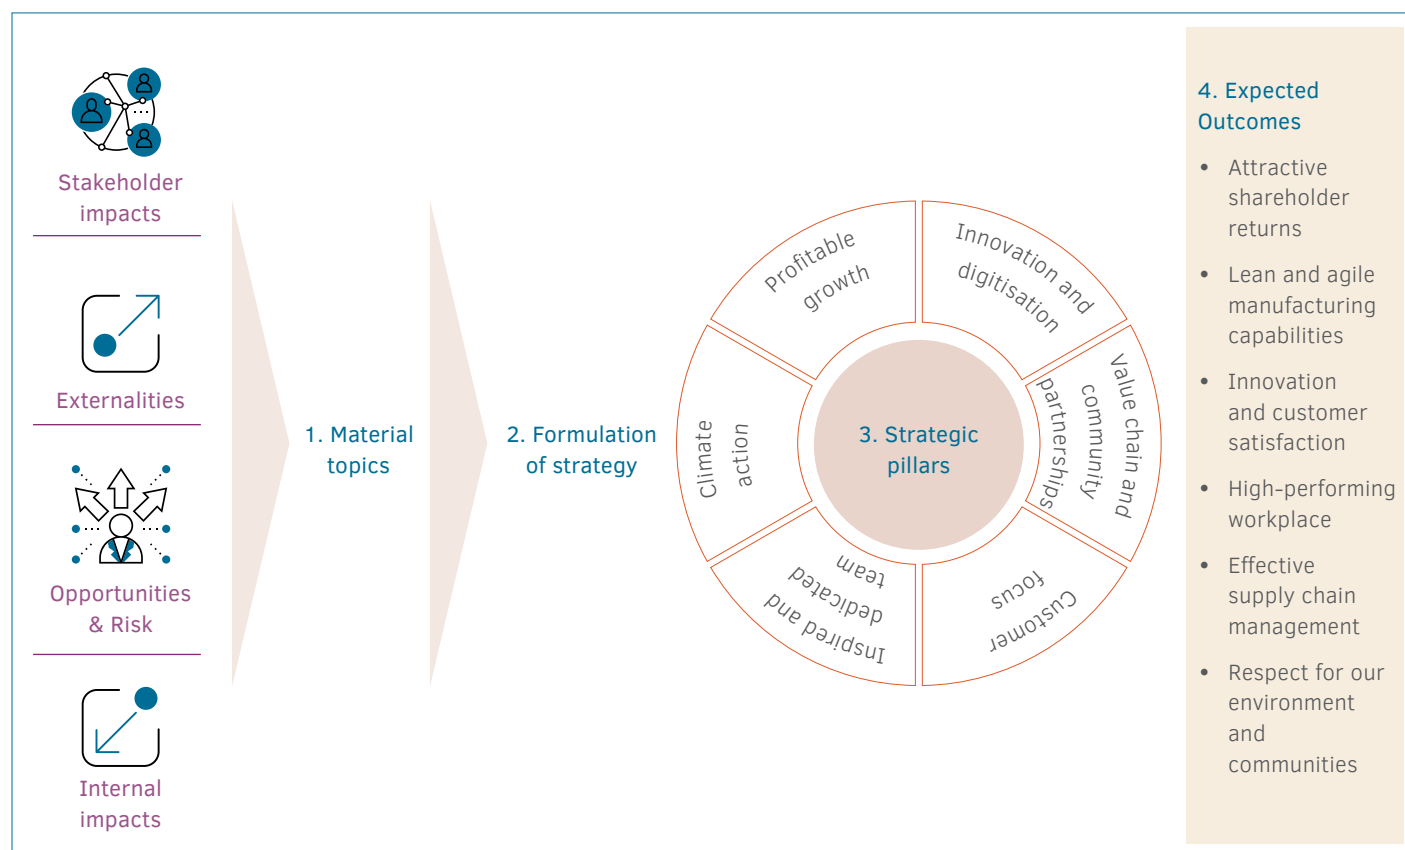 Stakeholder
impacts
Externalities
Opportunities
& Risk
Internal
impacts
1. Material
topics
2. Formulation
of strategy
3. Strategic
pillars
Profitable
growth
Innovation and
digitisation
Value chain and
community
partnerships
Customer
focus
Inspired and
dedicated
team
Climate
action
4. Expected
Outcomes
• Attractive
shareholder
returns
• Lean and agile
manufacturing
capabilities
• Innovation
and customer
satisfaction
• High-performing
workplace
• Effective
supply chain
management
• Respect for our
environment
and
communities